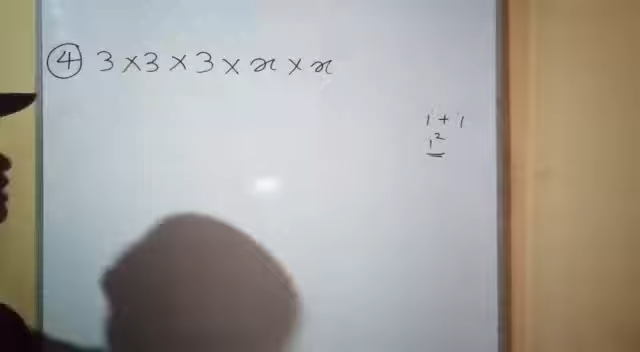 ④ 3 × 3 × 3 × x × x
1 + 1
1²